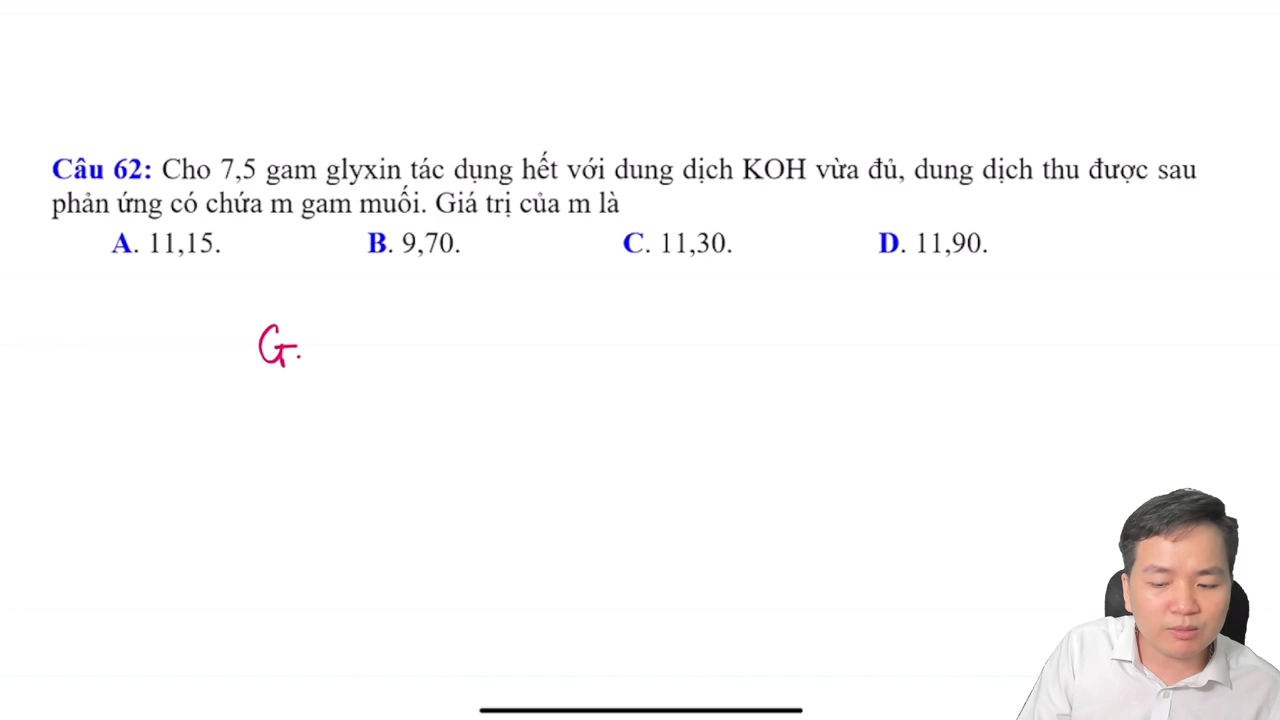 Câu 62: Cho 7,5 gam glyxin tác dụng hết với dung dịch KOH vừa đủ, dung dịch thu được sau
phản ứng có chứa m gam muối. Giá trị của m là
A. 11,15. B. 9,70. C. 11,30. D. 11,90.
G.